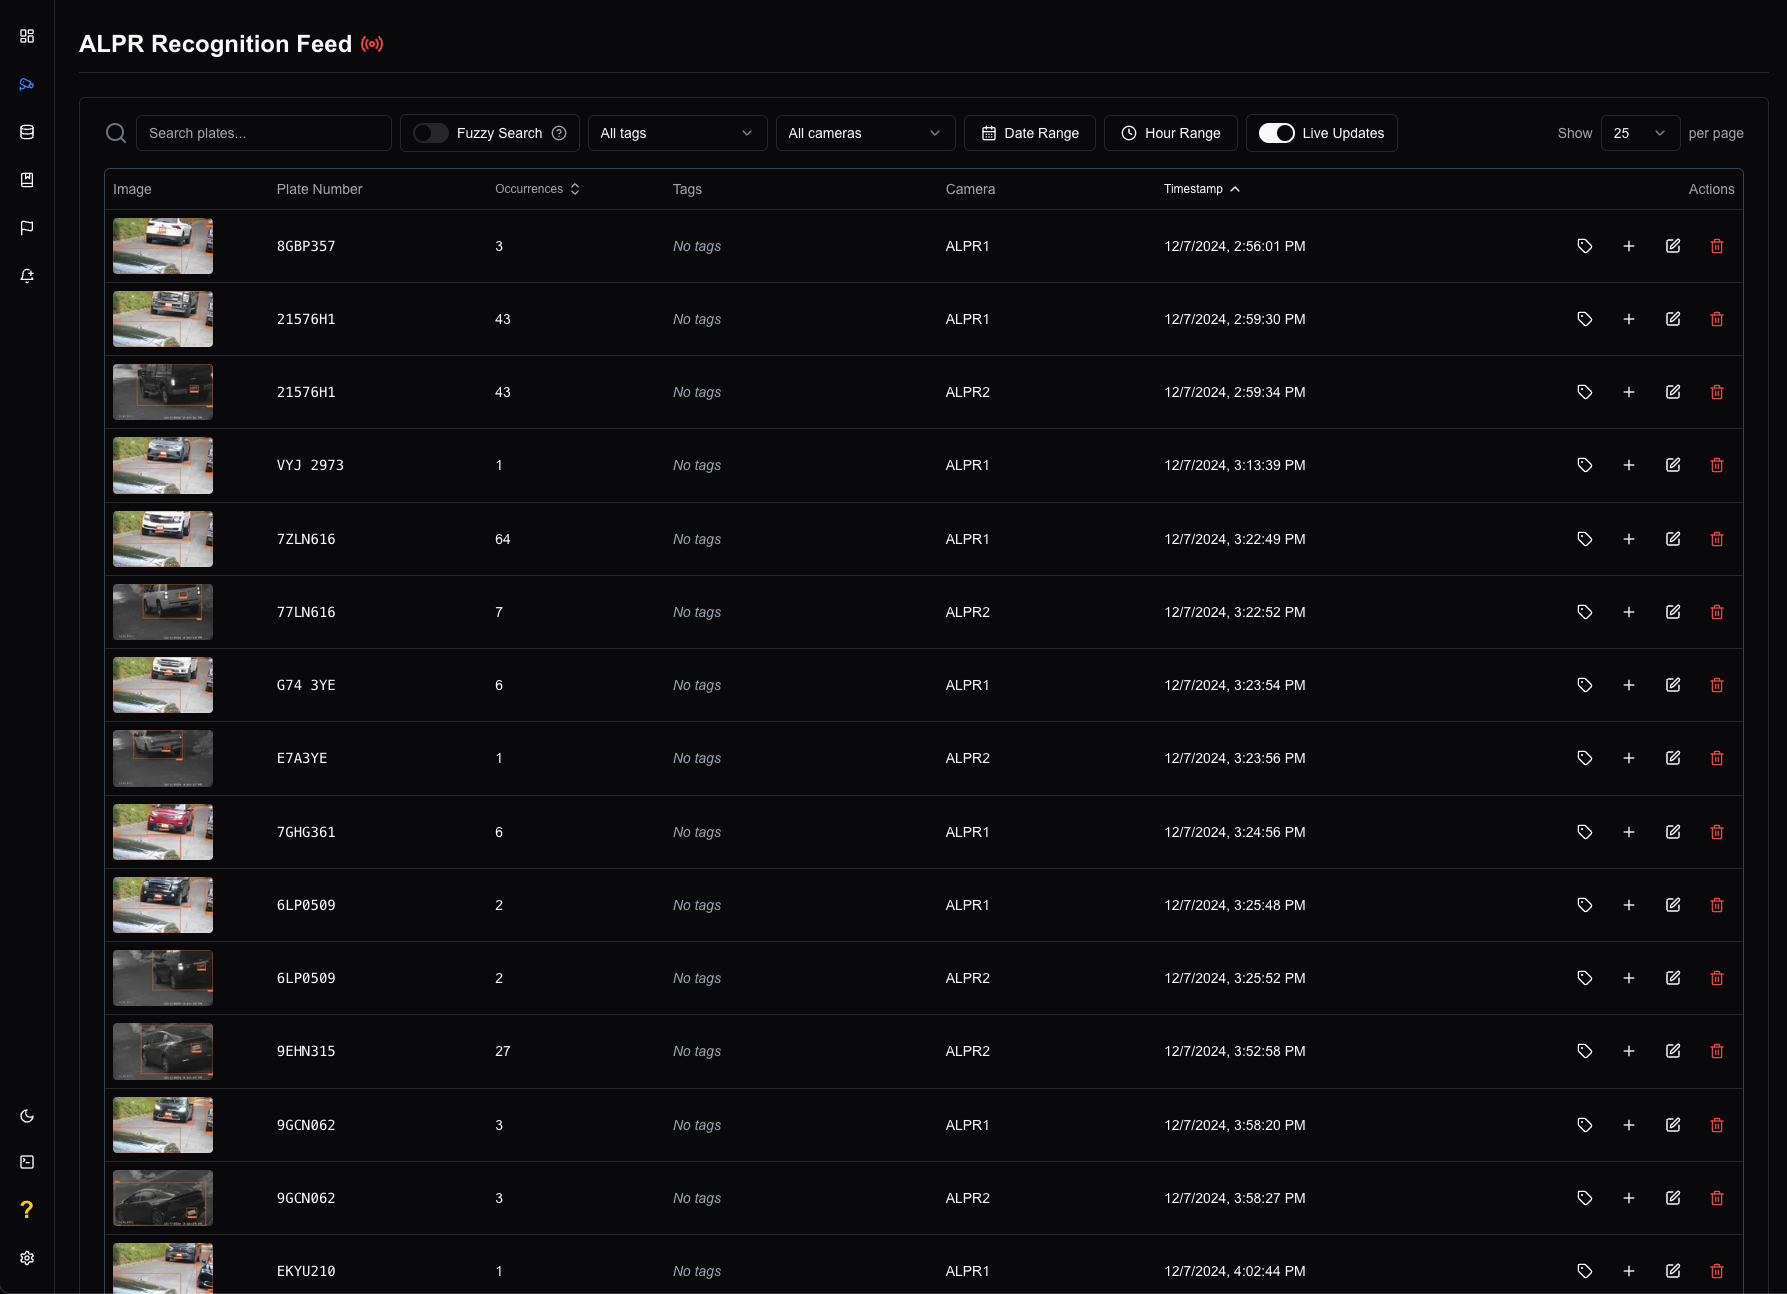 ALPR Recognition Feed
Search plates... Fuzzy Search All tags All cameras Date Range Hour Range Live Updates Show 25 per page
Image Plate Number Occurrences Tags Camera Timestamp Actions
8GBP357 3 No tags ALPR1 12/7/2024, 2:56:01 PM
21576H1 43 No tags ALPR1 12/7/2024, 2:59:30 PM
21576H1 43 No tags ALPR2 12/7/2024, 2:59:34 PM
VYJ 2973 1 No tags ALPR1 12/7/2024, 3:13:39 PM
7ZLN616 64 No tags ALPR1 12/7/2024, 3:22:49 PM
77LN616 7 No tags ALPR2 12/7/2024, 3:22:52 PM
G74 3YE 6 No tags ALPR1 12/7/2024, 3:23:54 PM
E7A3YE 1 No tags ALPR2 12/7/2024, 3:23:56 PM
7GHG361 6 No tags ALPR1 12/7/2024, 3:24:56 PM
6LP0509 2 No tags ALPR1 12/7/2024, 3:25:48 PM
6LP0509 2 No tags ALPR2 12/7/2024, 3:25:52 PM
9EHN315 27 No tags ALPR2 12/7/2024, 3:52:58 PM
9GCN062 3 No tags ALPR1 12/7/2024, 3:58:20 PM
9GCN062 3 No tags ALPR2 12/7/2024, 3:58:27 PM
EKYU210 1 No tags ALPR1 12/7/2024, 4:02:44 PM